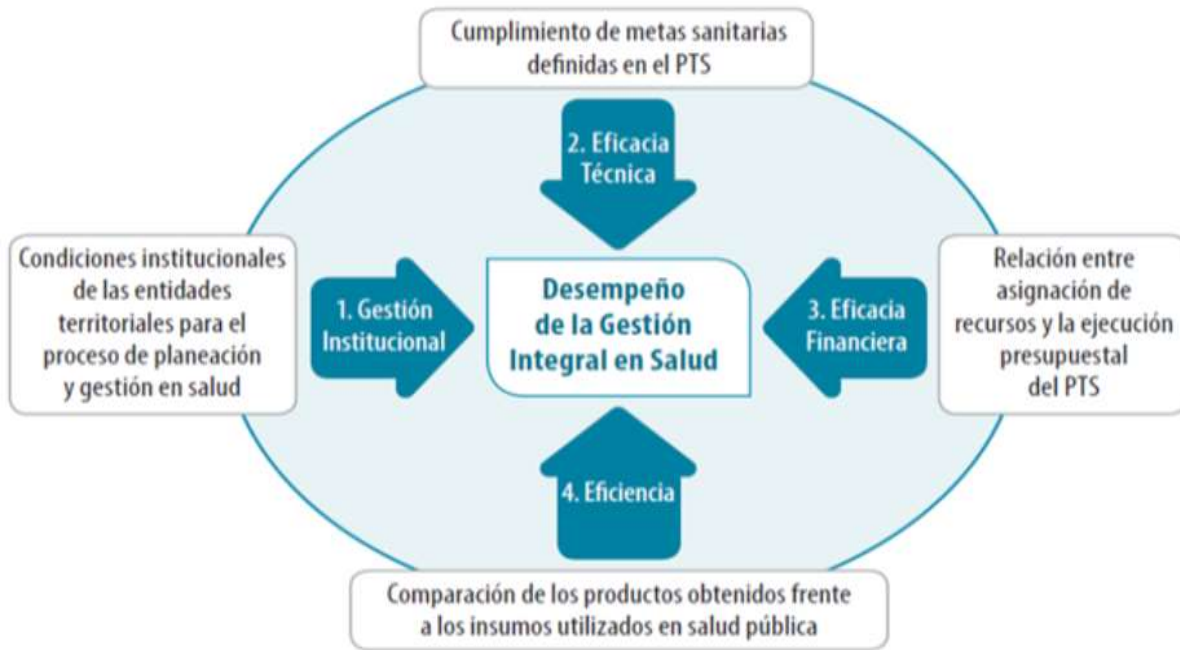 Cumplimiento de metas sanitarias
definidas en el PTS
2. Eficacia
Técnica
Condiciones institucionales
de las entidades
territoriales para el
proceso de planeación
y gestión en salud
1. Gestión
Institucional
Desempeño
de la Gestión
Integral en Salud
3. Eficacia
Financiera
Relación entre
asignación de
recursos y la ejecución
presupuestal
del PTS
4. Eficiencia
Comparación de los productos obtenidos frente
a los insumos utilizados en salud pública